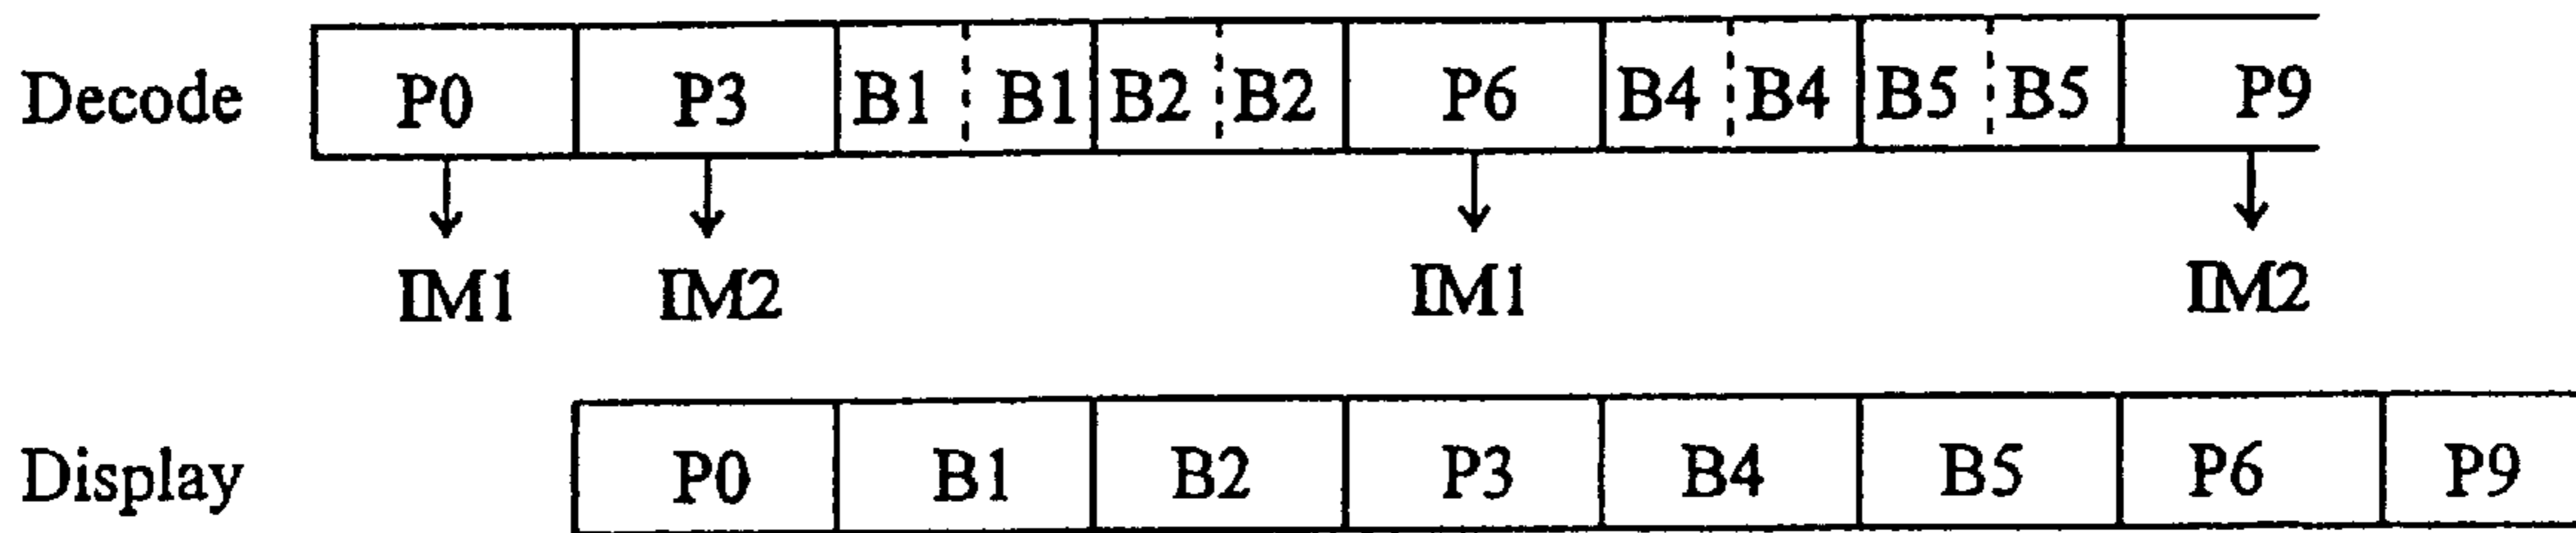 Decode P0 P3 B1 B1 B2 B2 P6 B4 B4 B5 B5 P9
IM1 IM2 IM1 IM2
Display P0 B1 B2 P3 B4 B5 P6 P9